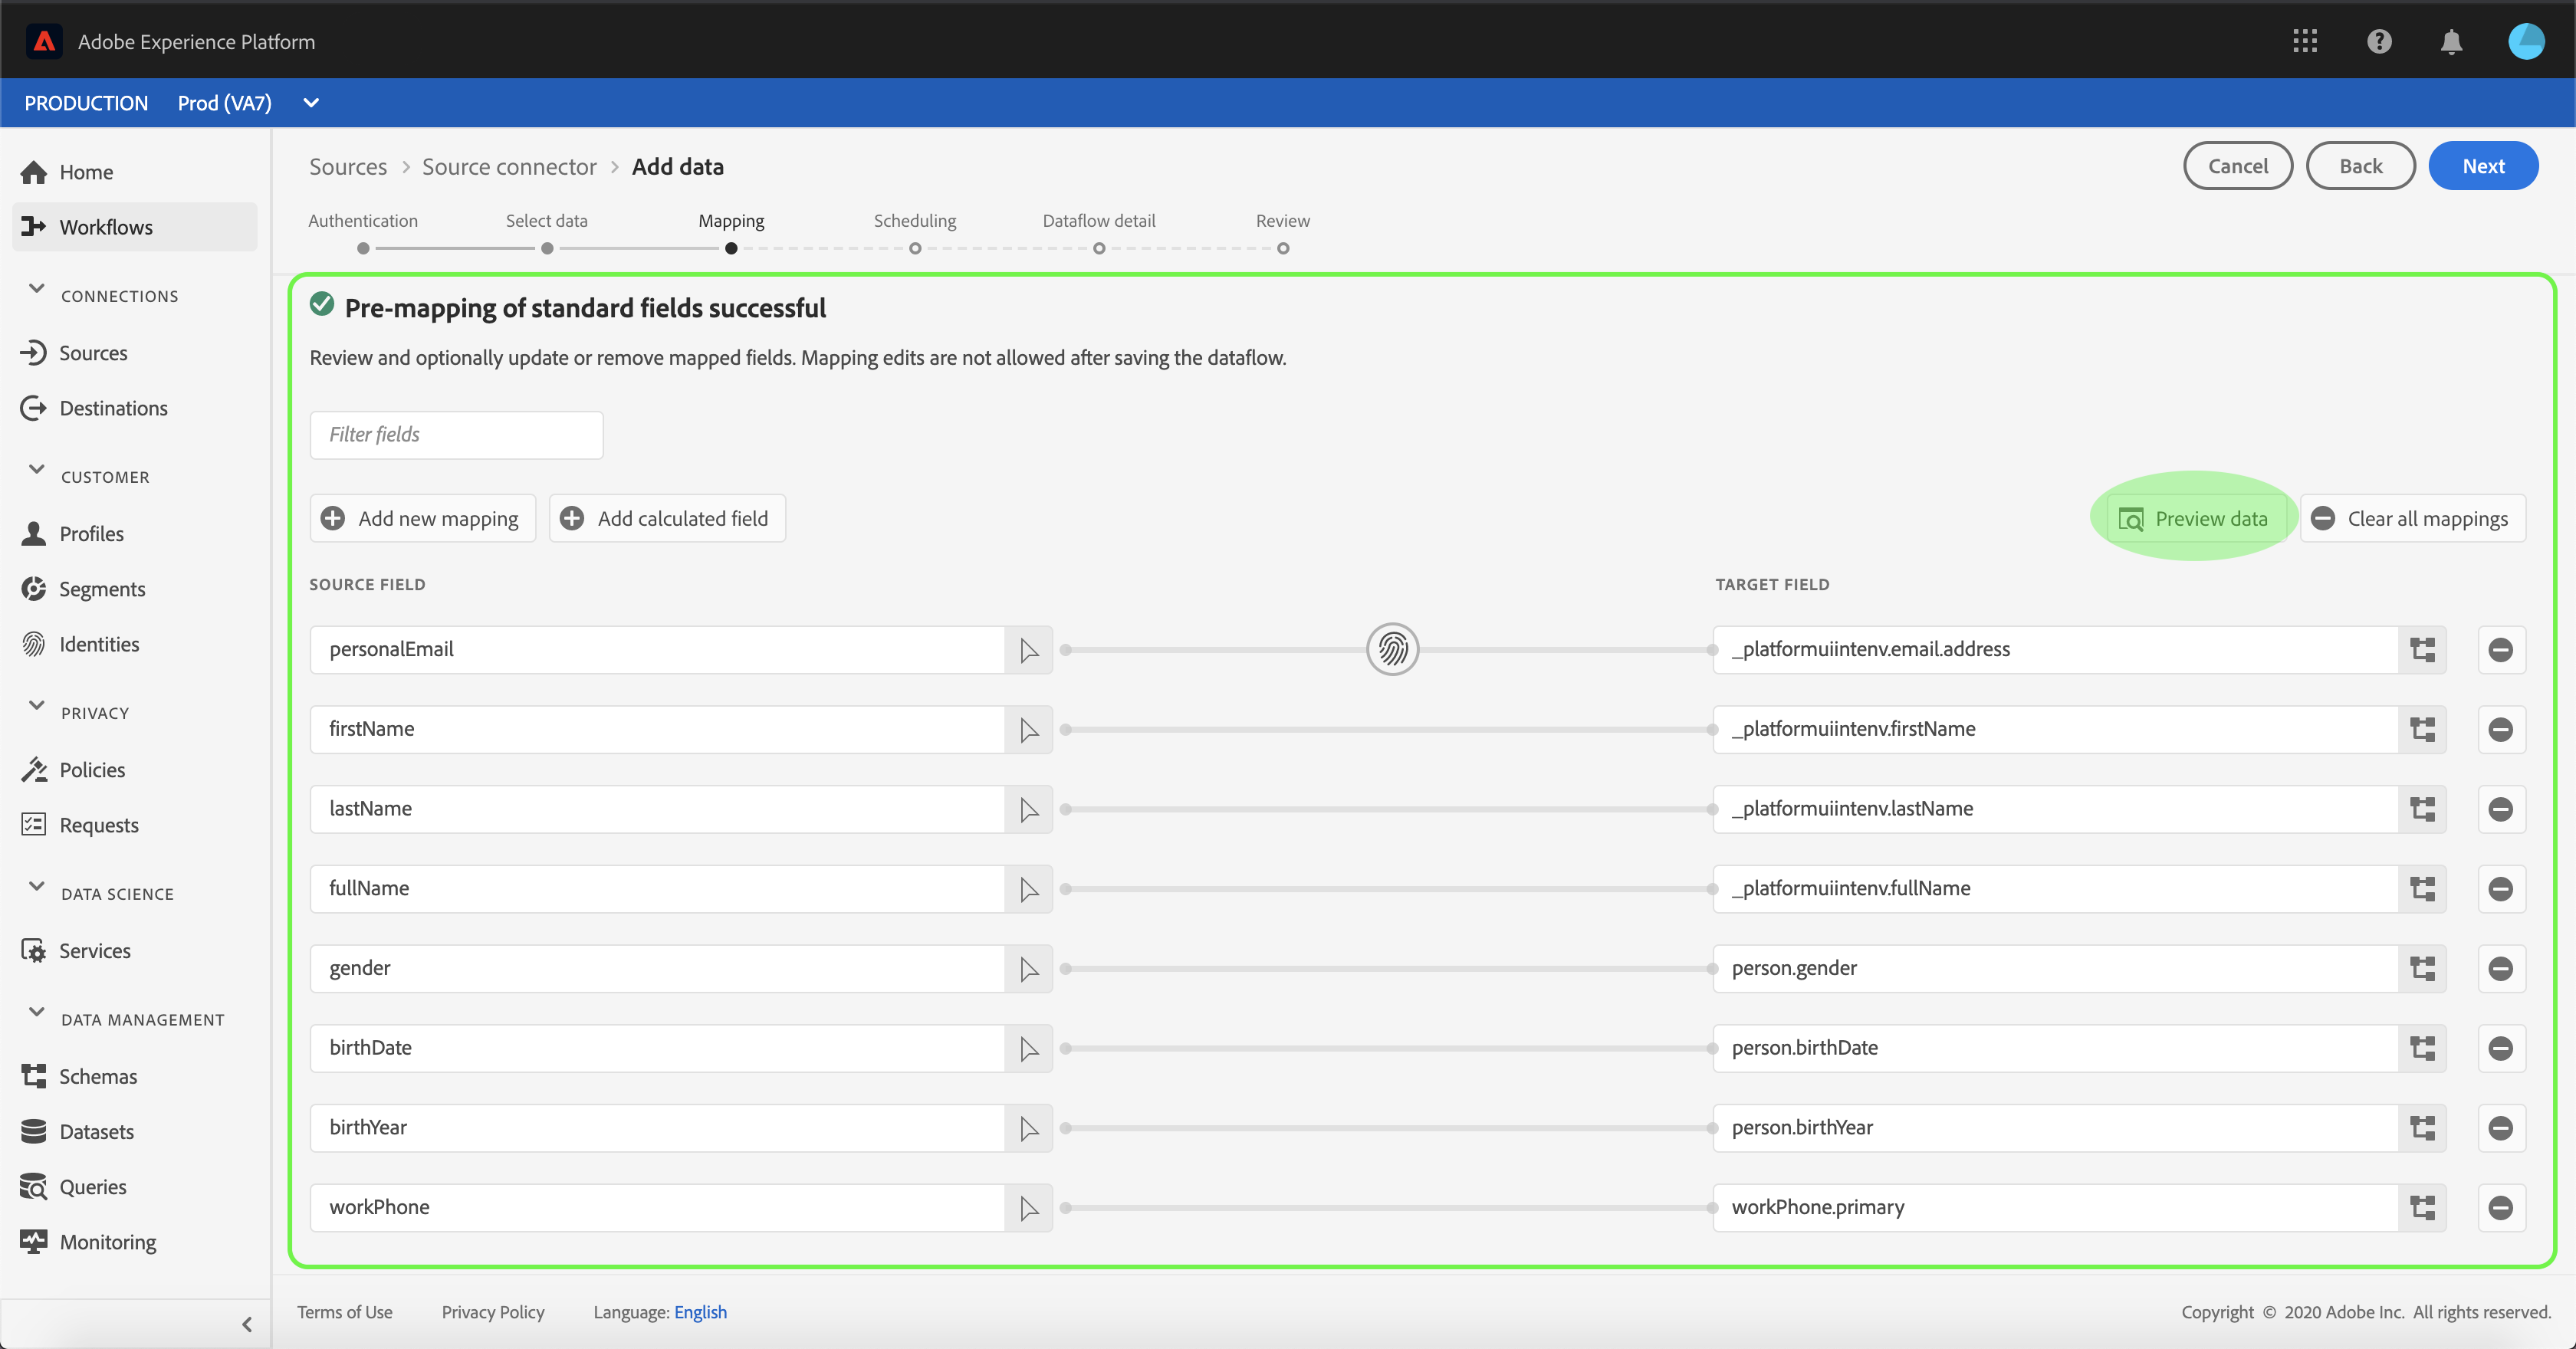 Adobe Experience Platform
PRODUCTION Prod (VA7)
Home
Workflows
CONNECTIONS
Sources
Destinations
CUSTOMER
Profiles
Segments
Identities
PRIVACY
Policies
Requests
DATA SCIENCE
Services
DATA MANAGEMENT
Schemas
Datasets
Queries
Monitoring
Sources > Source connector > Add data
Cancel Back Next
Authentication Select data Mapping Scheduling Dataflow detail Review
Pre-mapping of standard fields successful
Review and optionally update or remove mapped fields. Mapping edits are not allowed after saving the dataflow.
Filter fields
Add new mapping Add calculated field Preview data Clear all mappings
SOURCE FIELD TARGET FIELD
personalEmail _platformuiintenv.email.address
firstName _platformuiintenv.firstName
lastName _platformuiintenv.lastName
fullName _platformuiintenv.fullName
gender person.gender
birthDate person.birthDate
birthYear person.birthYear
workPhone workPhone.primary
Terms of Use Privacy Policy Language: English Copyright © 2020 Adobe Inc. All rights reserved.